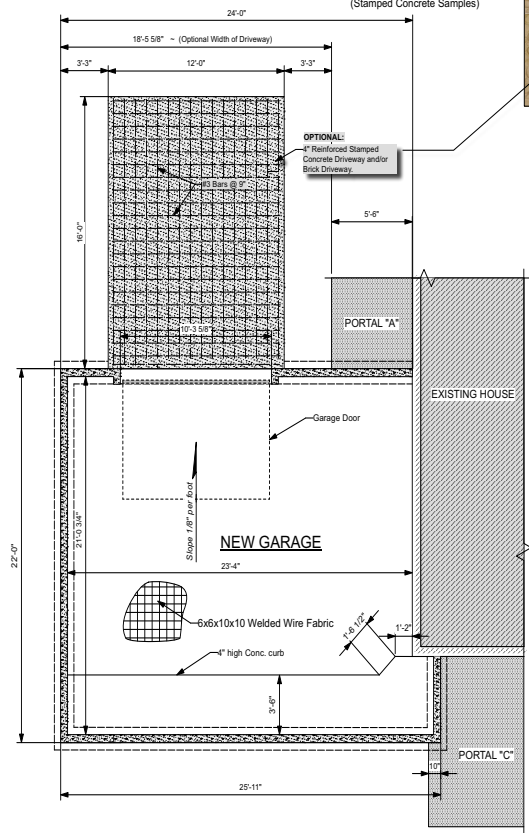 (Stamped Concrete Samples)
24'-0"
18'-5 5/8" ~ (Optional Width of Driveway)
3'-3"
12'-0"
3'-3"
OPTIONAL:
4" Reinforced Stamped
Concrete Driveway and/or
Brick Driveway.
#3 Bars @ 9"
16'-0"
5'-6"
10'-3 5/8"
PORTAL "A"
EXISTING HOUSE
Garage Door
Slope 1/8" per foot
21'-0 3/4"
22'-0"
NEW GARAGE
23'-4"
6x6x10x10 Welded Wire Fabric
1'-6 1/2"
1'-2"
4" high Conc. curb
3'-6"
PORTAL "C"
10"
25'-11"